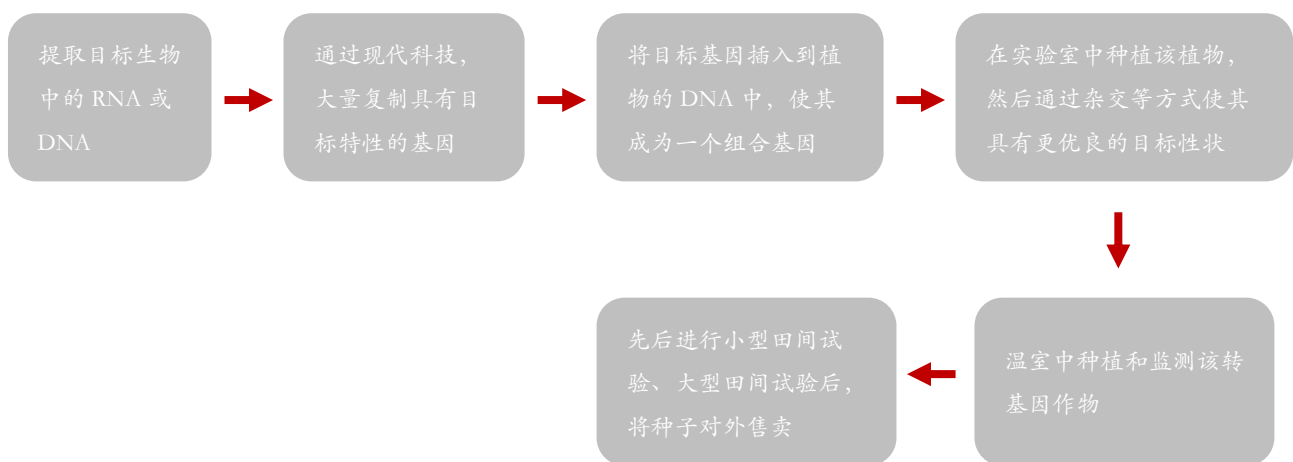 提取目标生物
中的 RNA 或
DNA
通过现代科技，
大量复制具有目
标特性的基因
将目标基因插入到植
物的 DNA 中，使其
成为一个组合基因
在实验室中种植该植物，
然后通过杂交等方式使其
具有更优良的目标性状
温室中种植和监测该转
基因作物
先后进行小型田间试
验、大型田间试验后，
将种子对外售卖